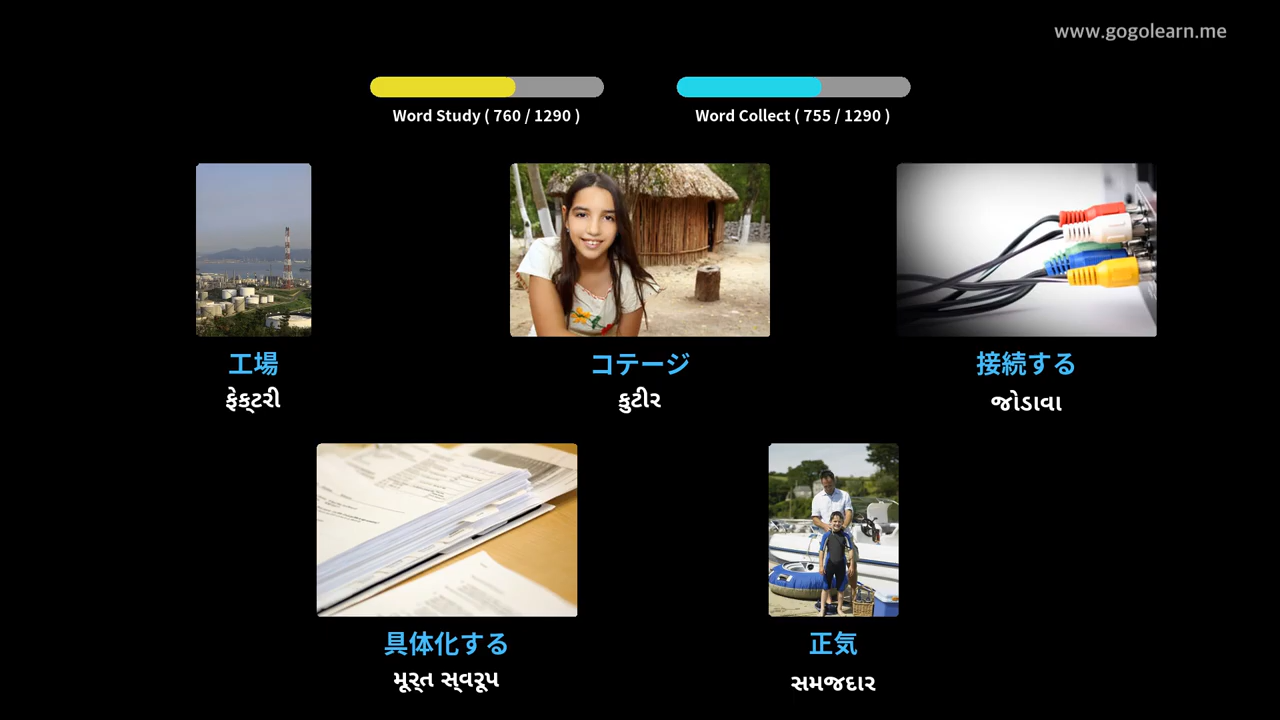 www.gogolearn.me
Word Study ( 760 / 1290 )
Word Collect ( 755 / 1290 )
工場
ફેક્ટરી
コテージ
કુટીર
接続する
જોડાવા
具体化する
મૂર્ત સ્વરૂપ
正気
સમજદાર